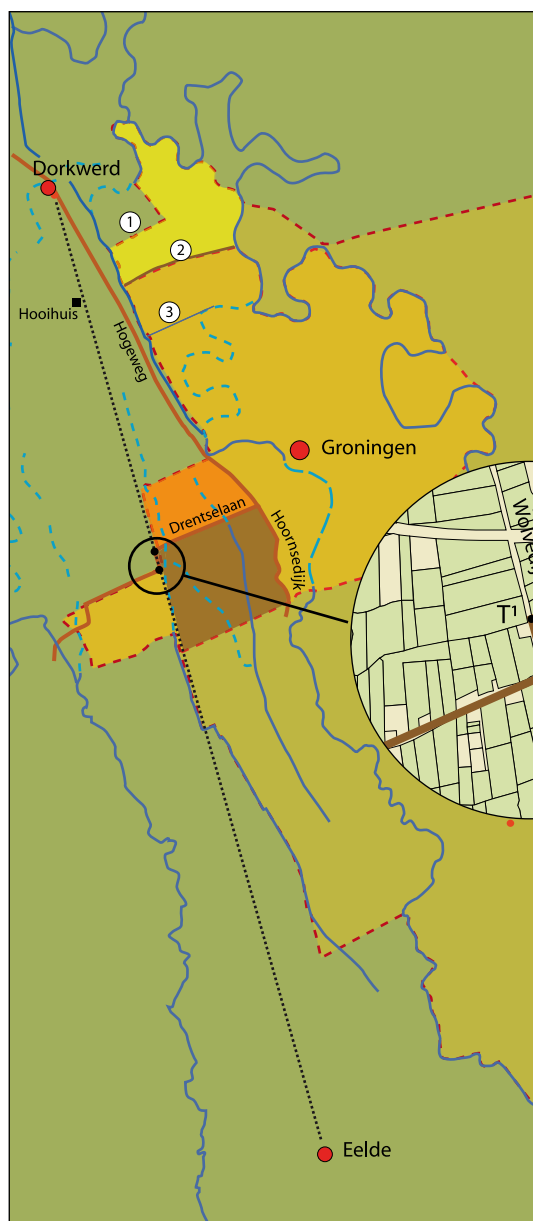 Dorkwerd
1
2
Hooihuis
3
Hogeweg
Groningen
Drentselaan
Hoornsedijk
T¹
Eelde